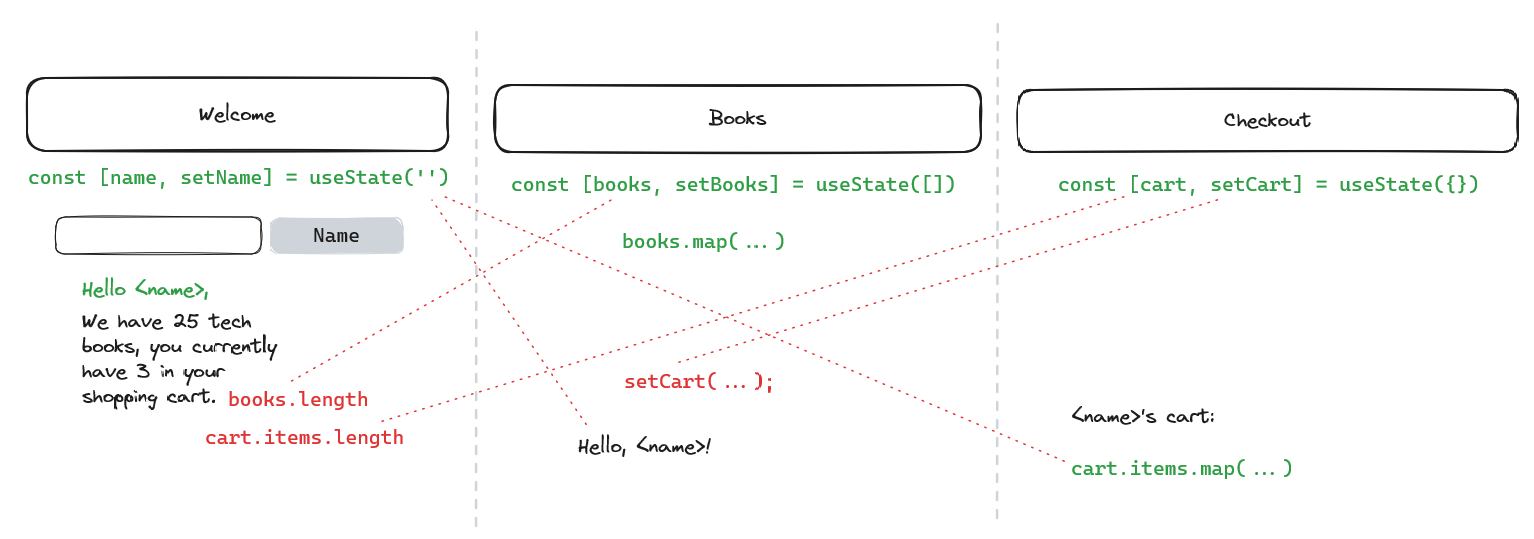 Welcome
const [name, setName] = useState('')
Name
Hello <name>,
We have 25 tech
books, you currently
have 3 in your
shopping cart.
books.length
cart.items.length
Books
const [books, setBooks] = useState([])
books.map(...)
setCart(...);
Hello, <name>!
Checkout
const [cart, setCart] = useState({})
<name>'s cart:
cart.items.map(...)